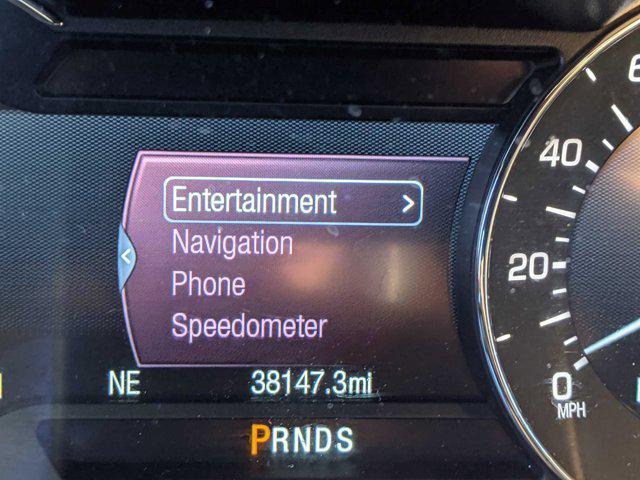 Entertainment >
Navigation
Phone
Speedometer
NE 38147.3mi
PRNDS
40
20
0
MPH